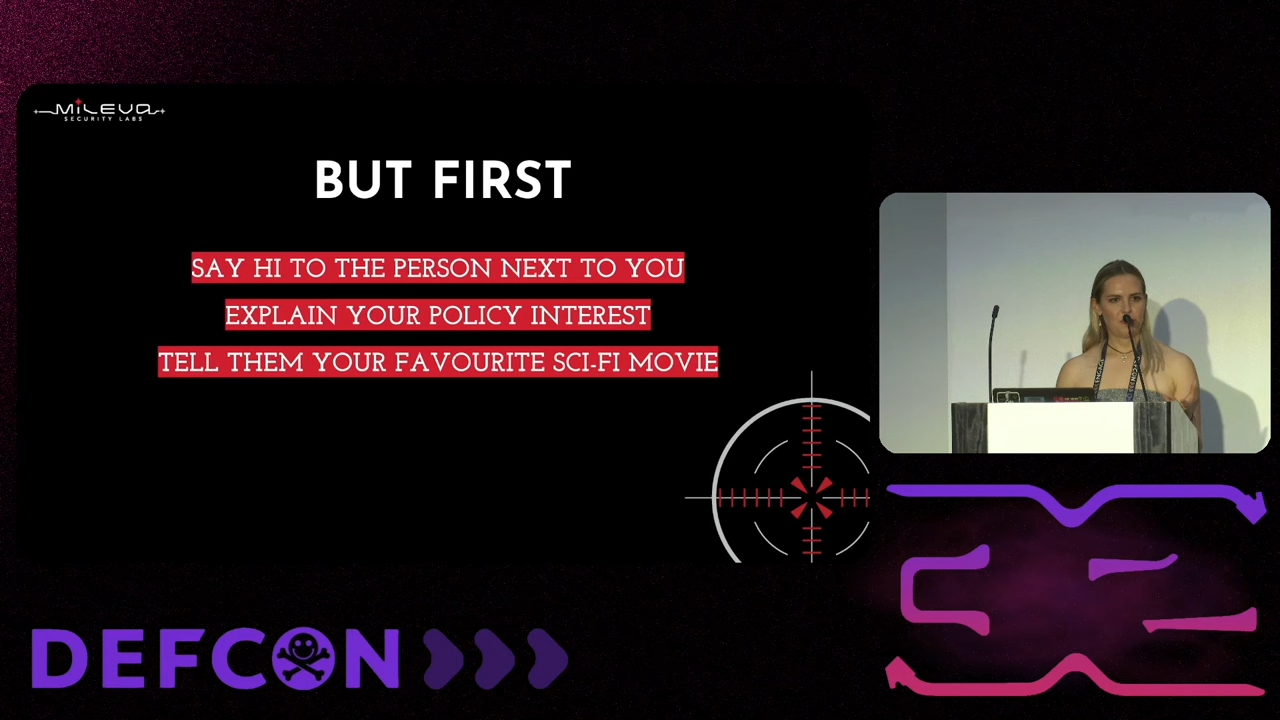 MILEVA
SECURITY LABS
BUT FIRST
SAY HI TO THE PERSON NEXT TO YOU
EXPLAIN YOUR POLICY INTEREST
TELL THEM YOUR FAVOURITE SCI-FI MOVIE
DEFCON